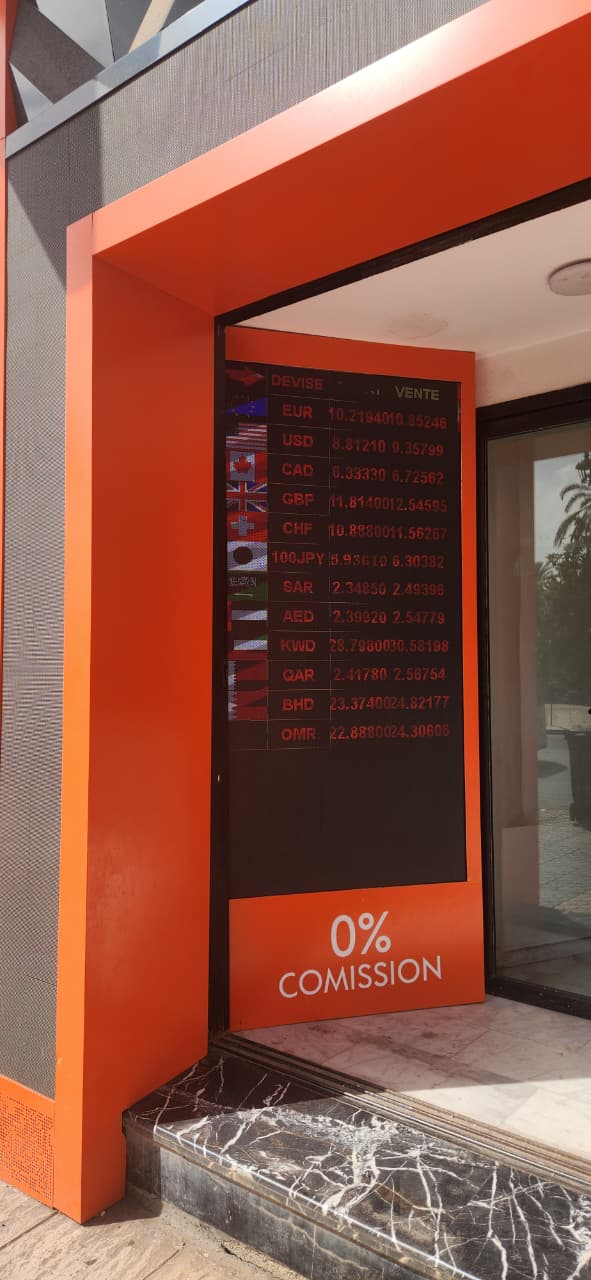 DEVISE VENTE
EUR 10.21940 10.85246
USD 8.81210 9.35799
CAD 6.33330 6.72562
GBP 11.81400 12.54595
CHF 10.88800 11.56267
100JPY 5.93610 6.30382
SAR 2.34850 2.49398
AED 2.39920 2.54779
KWD 28.79800 30.58198
QAR 2.41780 2.56754
BHD 23.37400 24.82177
OMR 22.88800 24.30606
0%
COMISSION